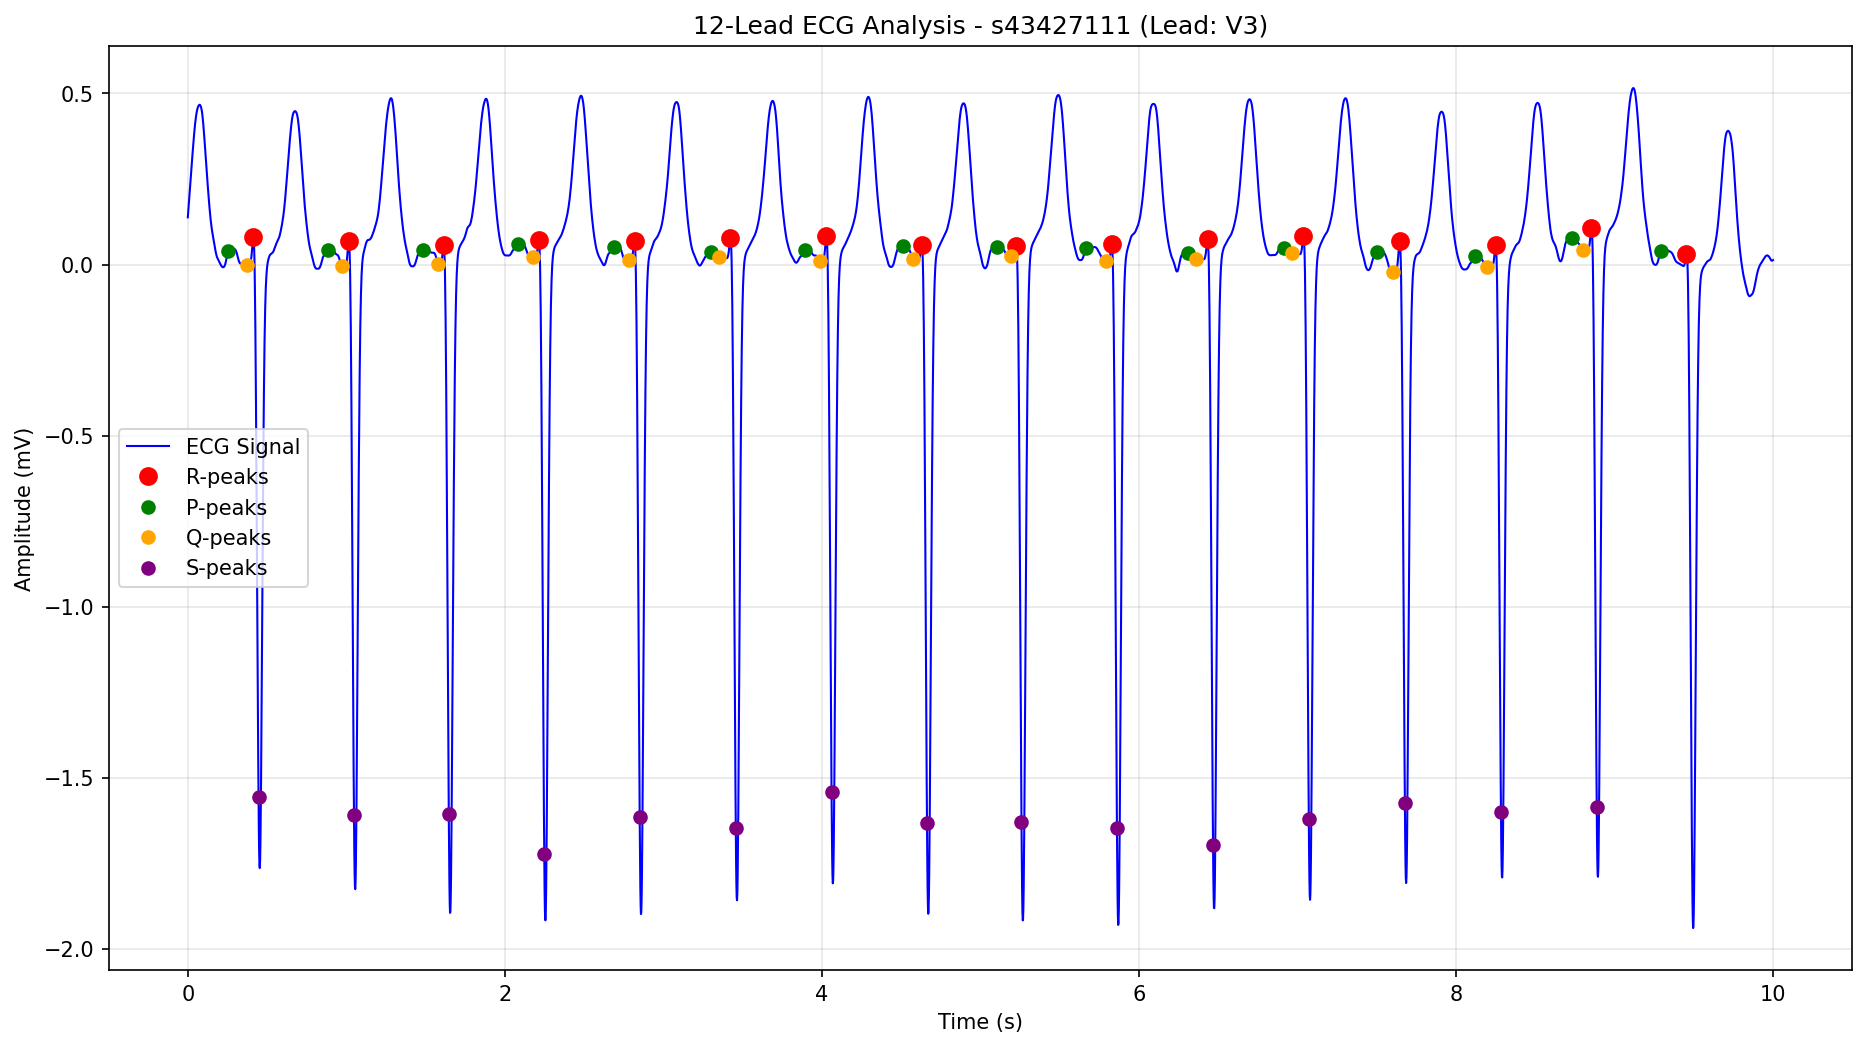 12-Lead ECG Analysis - s43427111 (Lead: V3)
Amplitude (mV)
0.5
0.0
−0.5
−1.0
−1.5
−2.0
ECG Signal
R-peaks
P-peaks
Q-peaks
S-peaks
0 2 4 6 8 10
Time (s)